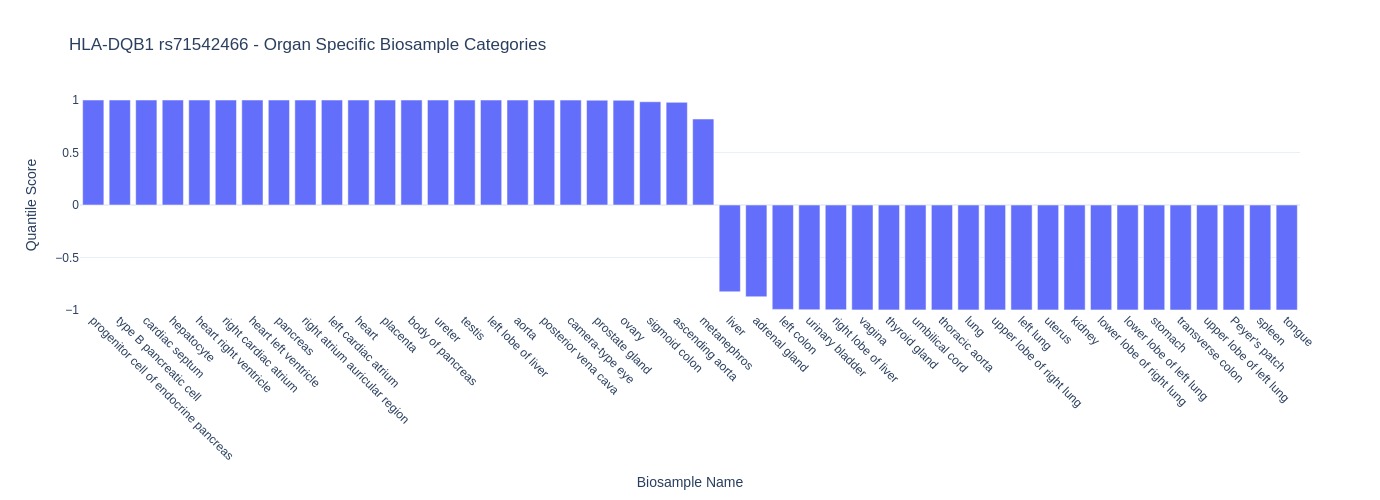 HLA-DQB1 rs71542466 - Organ Specific Biosample Categories
Quantile Score
1
0.5
0
−0.5
−1
progenitor cell of endocrine pancreas
type B pancreatic cell
cardiac septum
hepatocyte
heart right ventricle
right cardiac atrium
heart left ventricle
pancreas
right atrium auricular region
left cardiac atrium
heart
placenta
body of pancreas
ureter
testis
left lobe of liver
aorta
posterior vena cava
camera-type eye
prostate gland
ovary
sigmoid colon
ascending aorta
metanephros
liver
adrenal gland
left colon
urinary bladder
right lobe of liver
vagina
thyroid gland
umbilical cord
thoracic aorta
lung
upper lobe of right lung
left lung
uterus
kidney
lower lobe of right lung
lower lobe of left lung
stomach
transverse colon
upper lobe of left lung
Peyer's patch
spleen
tongue
Biosample Name